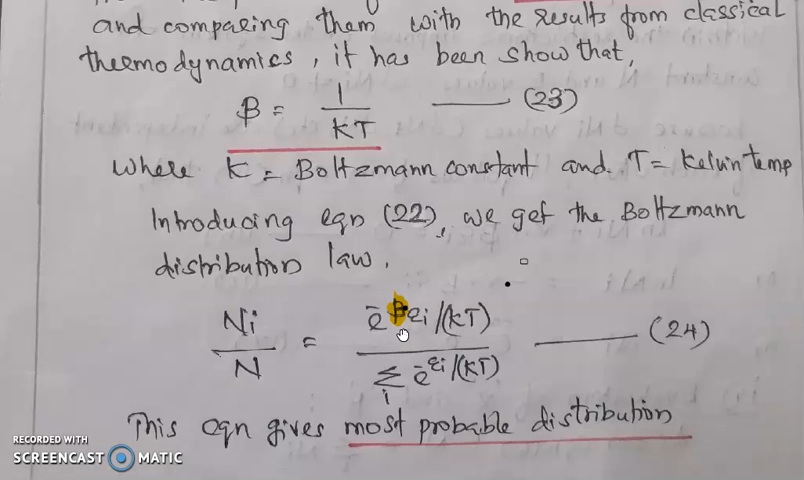 and comparing them with the results from classical
thermodynamics, it has been show that,
β = 1/KT —— (23)
Where K = Boltzmann constant and T = Kelvin temp
Introducing eqn (22), we get the Boltzmann
distribution law.
Ni/N = e^-βεi/(KT) / Σi e^-εi/(KT) —— (24)
This eqn gives most probable distribution
RECORDED WITH
SCREENCAST MATIC